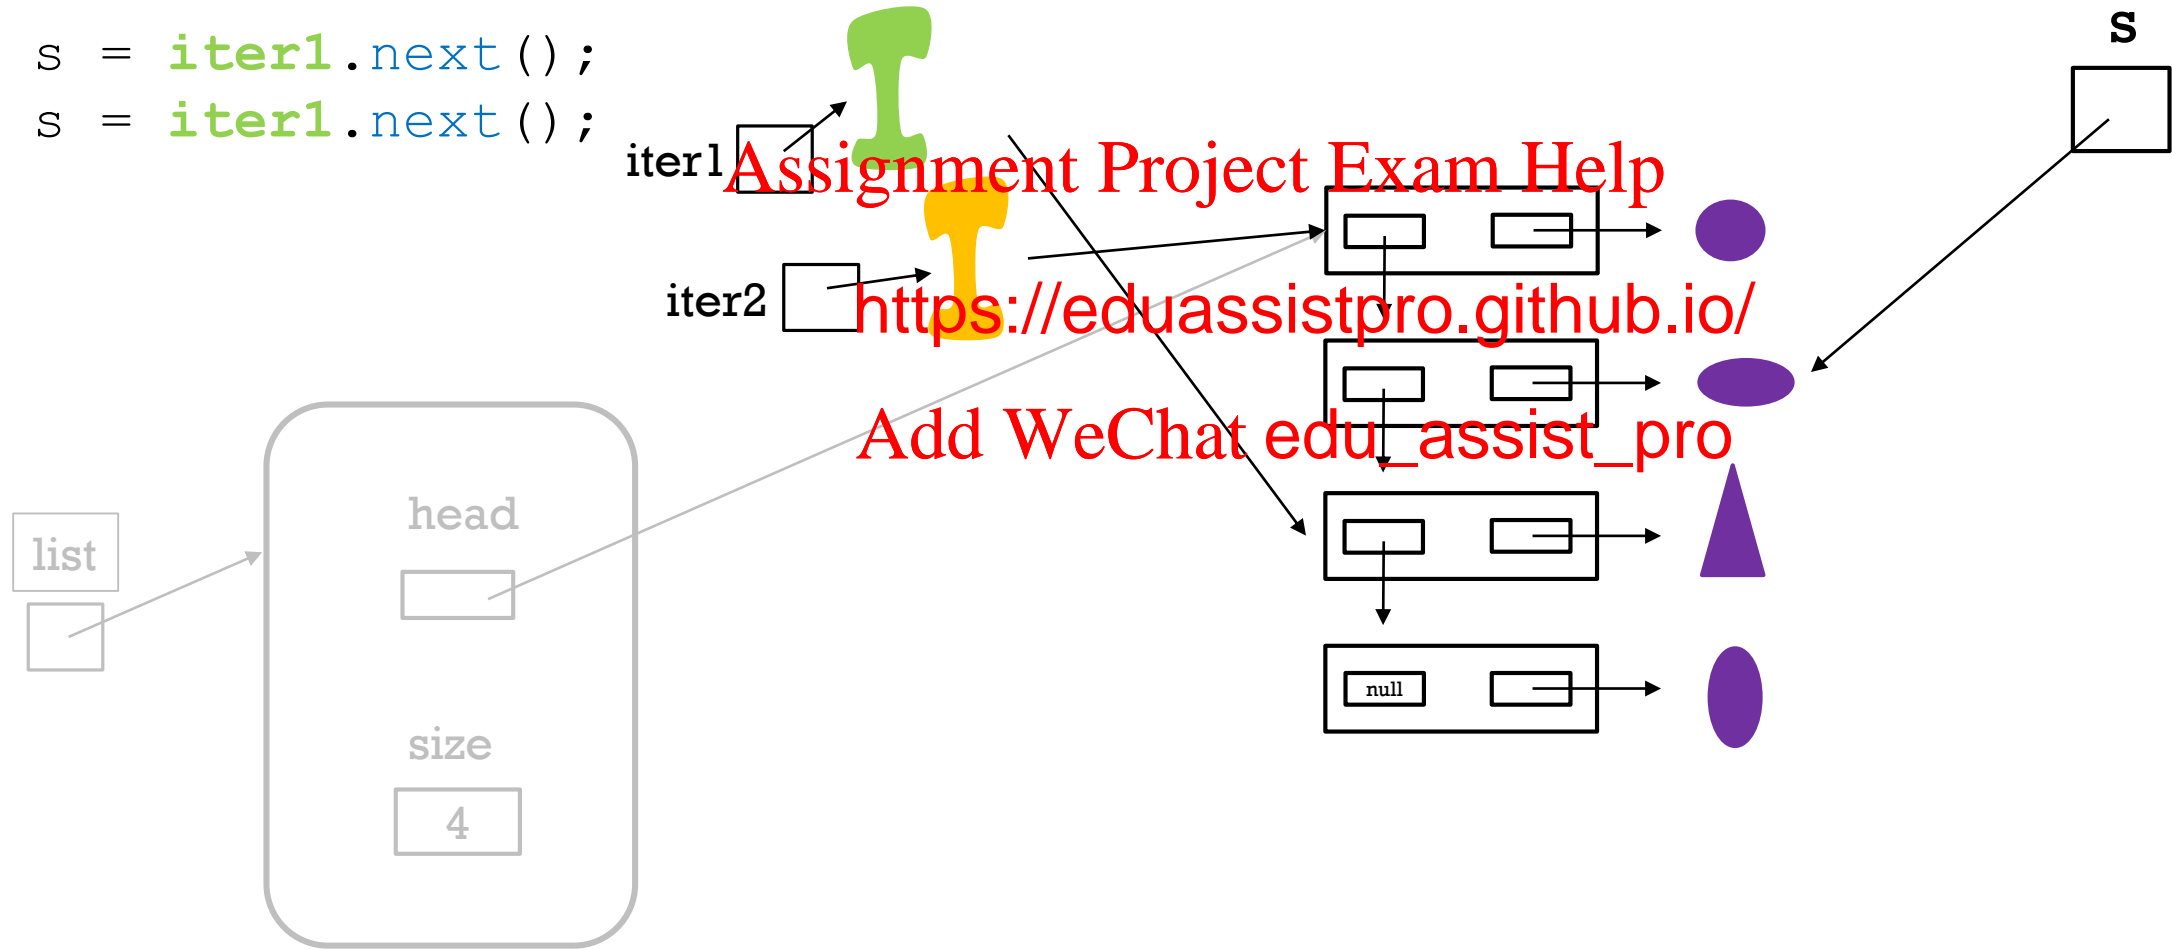 s = iter1.next();
s = iter1.next();
s
iter1
Assignment Project Exam Help
iter2
https://eduassistpro.github.io/
Add WeChat edu_assist_pro
head
list
null
size
4